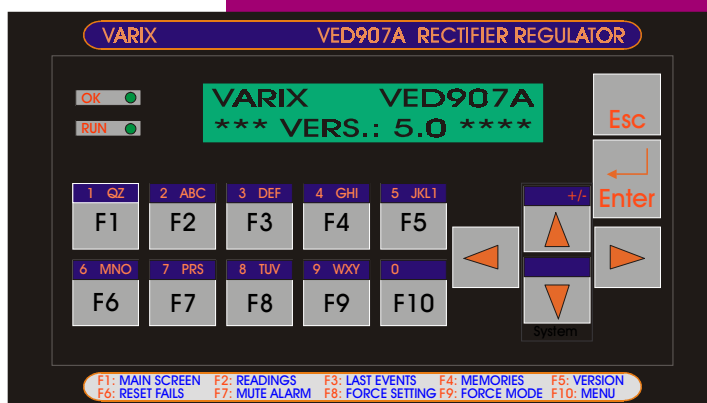 VARIX VED907A RECTIFIER REGULATOR
OK
RUN
VARIX VED907A
*** VERS.: 5.0 ****
Esc
Enter
1 QZ 2 ABC 3 DEF 4 GHI 5 JKL1 +/-
F1 F2 F3 F4 F5
6 MNO 7 PRS 8 TUV 9 WXY 0
F6 F7 F8 F9 F10
System
F1: MAIN SCREEN F2: READINGS F3: LAST EVENTS F4: MEMORIES F5: VERSION
F6: RESET FAILS F7: MUTE ALARM F8: FORCE SETTING F9: FORCE MODE F10: MENU